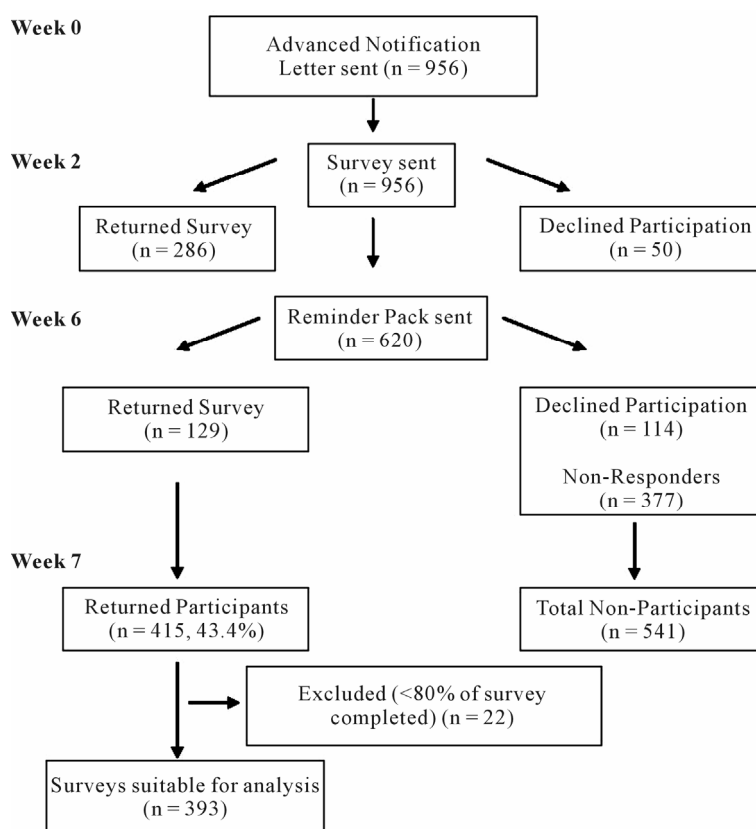 Week 0
Advanced Notification
Letter sent (n = 956)
Week 2
Survey sent
(n = 956)
Returned Survey
(n = 286)
Declined Participation
(n = 50)
Week 6
Reminder Pack sent
(n = 620)
Returned Survey
(n = 129)
Declined Participation
(n = 114)
Non-Responders
(n = 377)
Week 7
Returned Participants
(n = 415, 43.4%)
Total Non-Participants
(n = 541)
Excluded (<80% of survey
completed) (n = 22)
Surveys suitable for analysis
(n = 393)